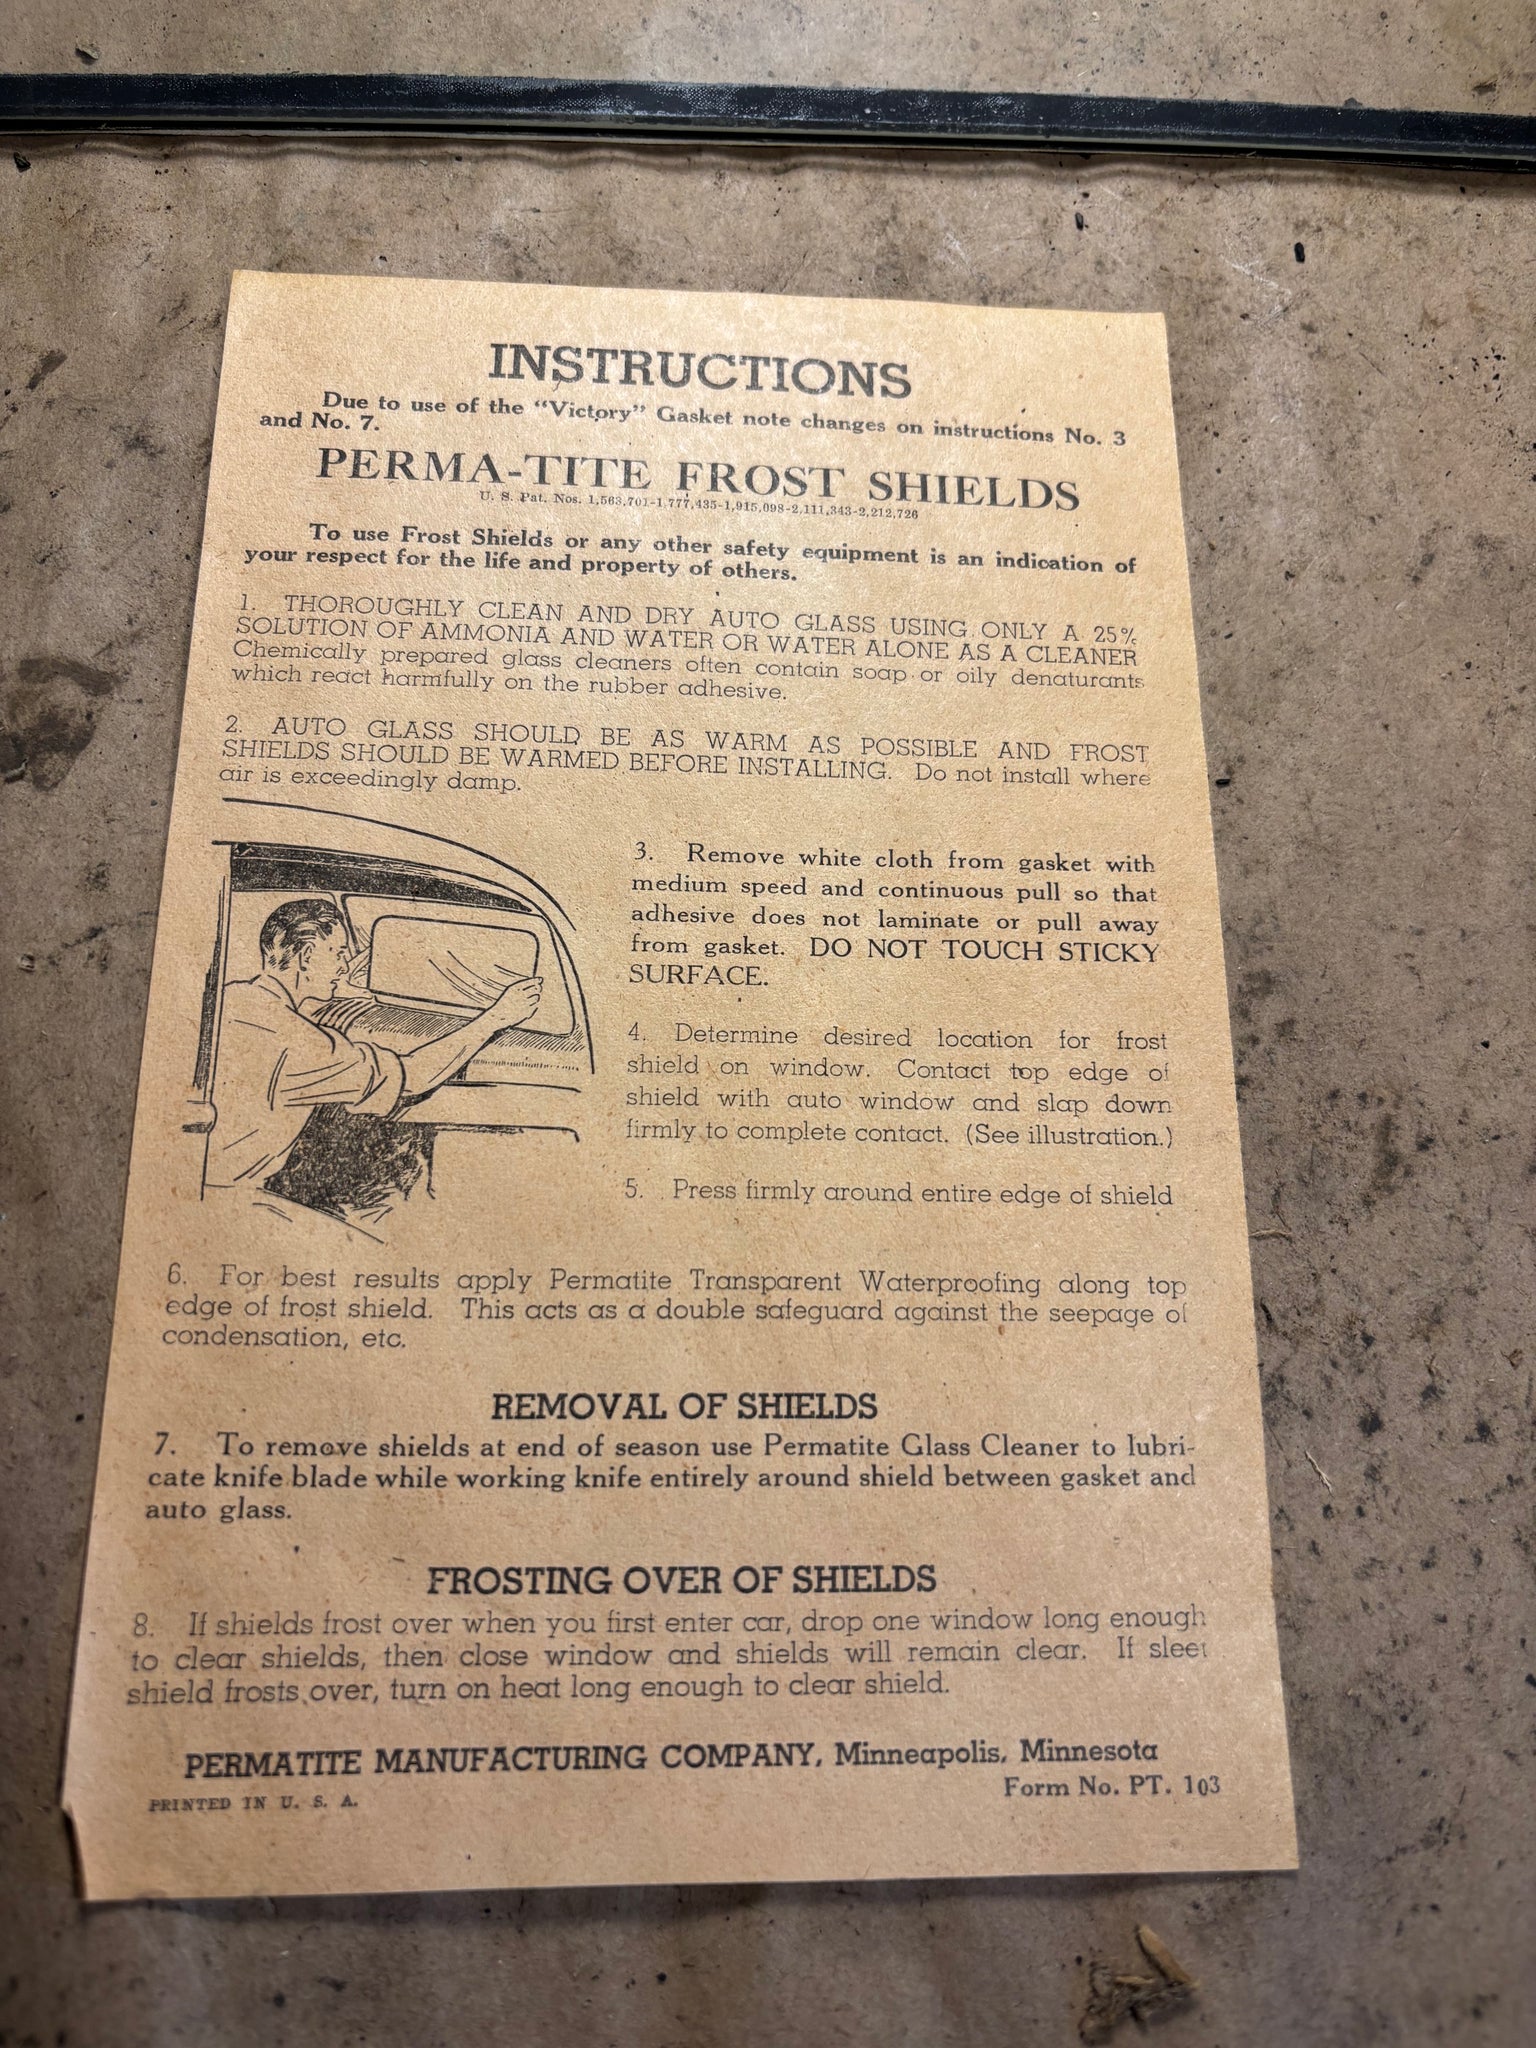 INSTRUCTIONS
Due to use of the "Victory" Gasket note changes on instructions No. 3
and No. 7.
PERMA-TITE FROST SHIELDS
U. S. Pat. Nos. 1,563,701-1,777,435-1,915,098-2,111,343-2,212,726
To use Frost Shields or any other safety equipment is an indication of
your respect for the life and property of others.
1. THOROUGHLY CLEAN AND DRY AUTO GLASS USING ONLY A 25%
SOLUTION OF AMMONIA AND WATER OR WATER ALONE AS A CLEANER
Chemically prepared glass cleaners often contain soap or oily denaturants
which react harmfully on the rubber adhesive.
2. AUTO GLASS SHOULD BE AS WARM AS POSSIBLE AND FROST
SHIELDS SHOULD BE WARMED BEFORE INSTALLING. Do not install where
air is exceedingly damp.
3. Remove white cloth from gasket with
medium speed and continuous pull so that
adhesive does not laminate or pull away
from gasket. DO NOT TOUCH STICKY
SURFACE.
4. Determine desired location for frost
shield on window. Contact top edge of
shield with auto window and slap down
firmly to complete contact. (See illustration.)
5. Press firmly around entire edge of shield
6. For best results apply Permatite Transparent Waterproofing along top
edge of frost shield. This acts as a double safeguard against the seepage of
condensation, etc.
REMOVAL OF SHIELDS
7. To remove shields at end of season use Permatite Glass Cleaner to lubri-
cate knife blade while working knife entirely around shield between gasket and
auto glass.
FROSTING OVER OF SHIELDS
8. If shields frost over when you first enter car, drop one window long enough
to clear shields, then close window and shields will remain clear. If sleet
shield frosts over, turn on heat long enough to clear shield.
PERMATITE MANUFACTURING COMPANY, Minneapolis, Minnesota
Form No. PT. 103
PRINTED IN U. S. A.